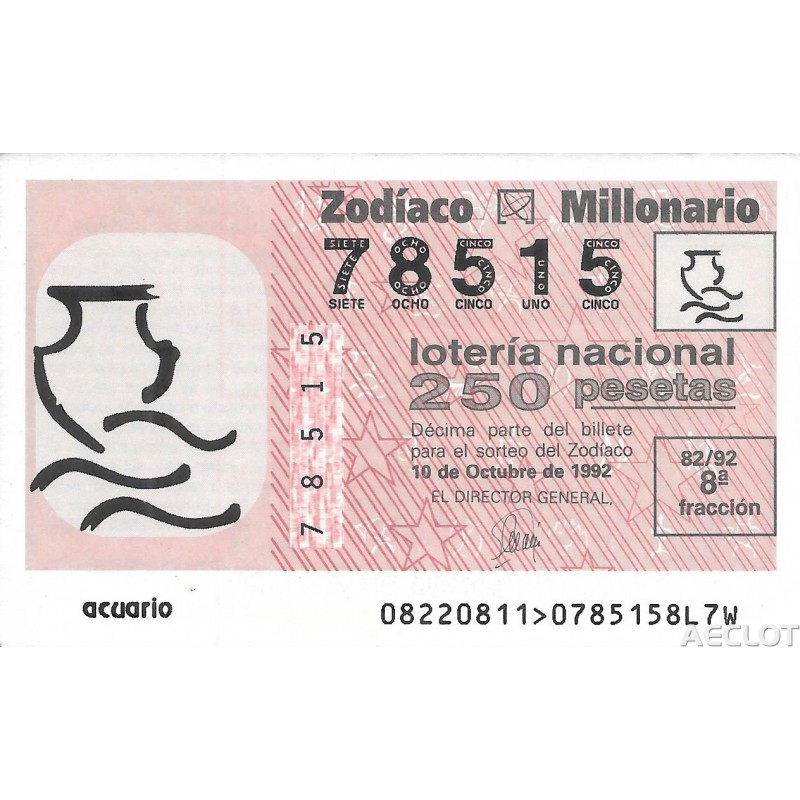 Zodíaco Millonario
78515
SIETE OCHO CINCO UNO CINCO
SIETE OCHO CINCO UNO CINCO
78515
lotería nacional
250 pesetas
Décima parte del billete
para el sorteo del Zodíaco
10 de Octubre de 1992
EL DIRECTOR GENERAL,
82/92
8ª
fracción
acuario
08220811>0785158L7W
AECLOT